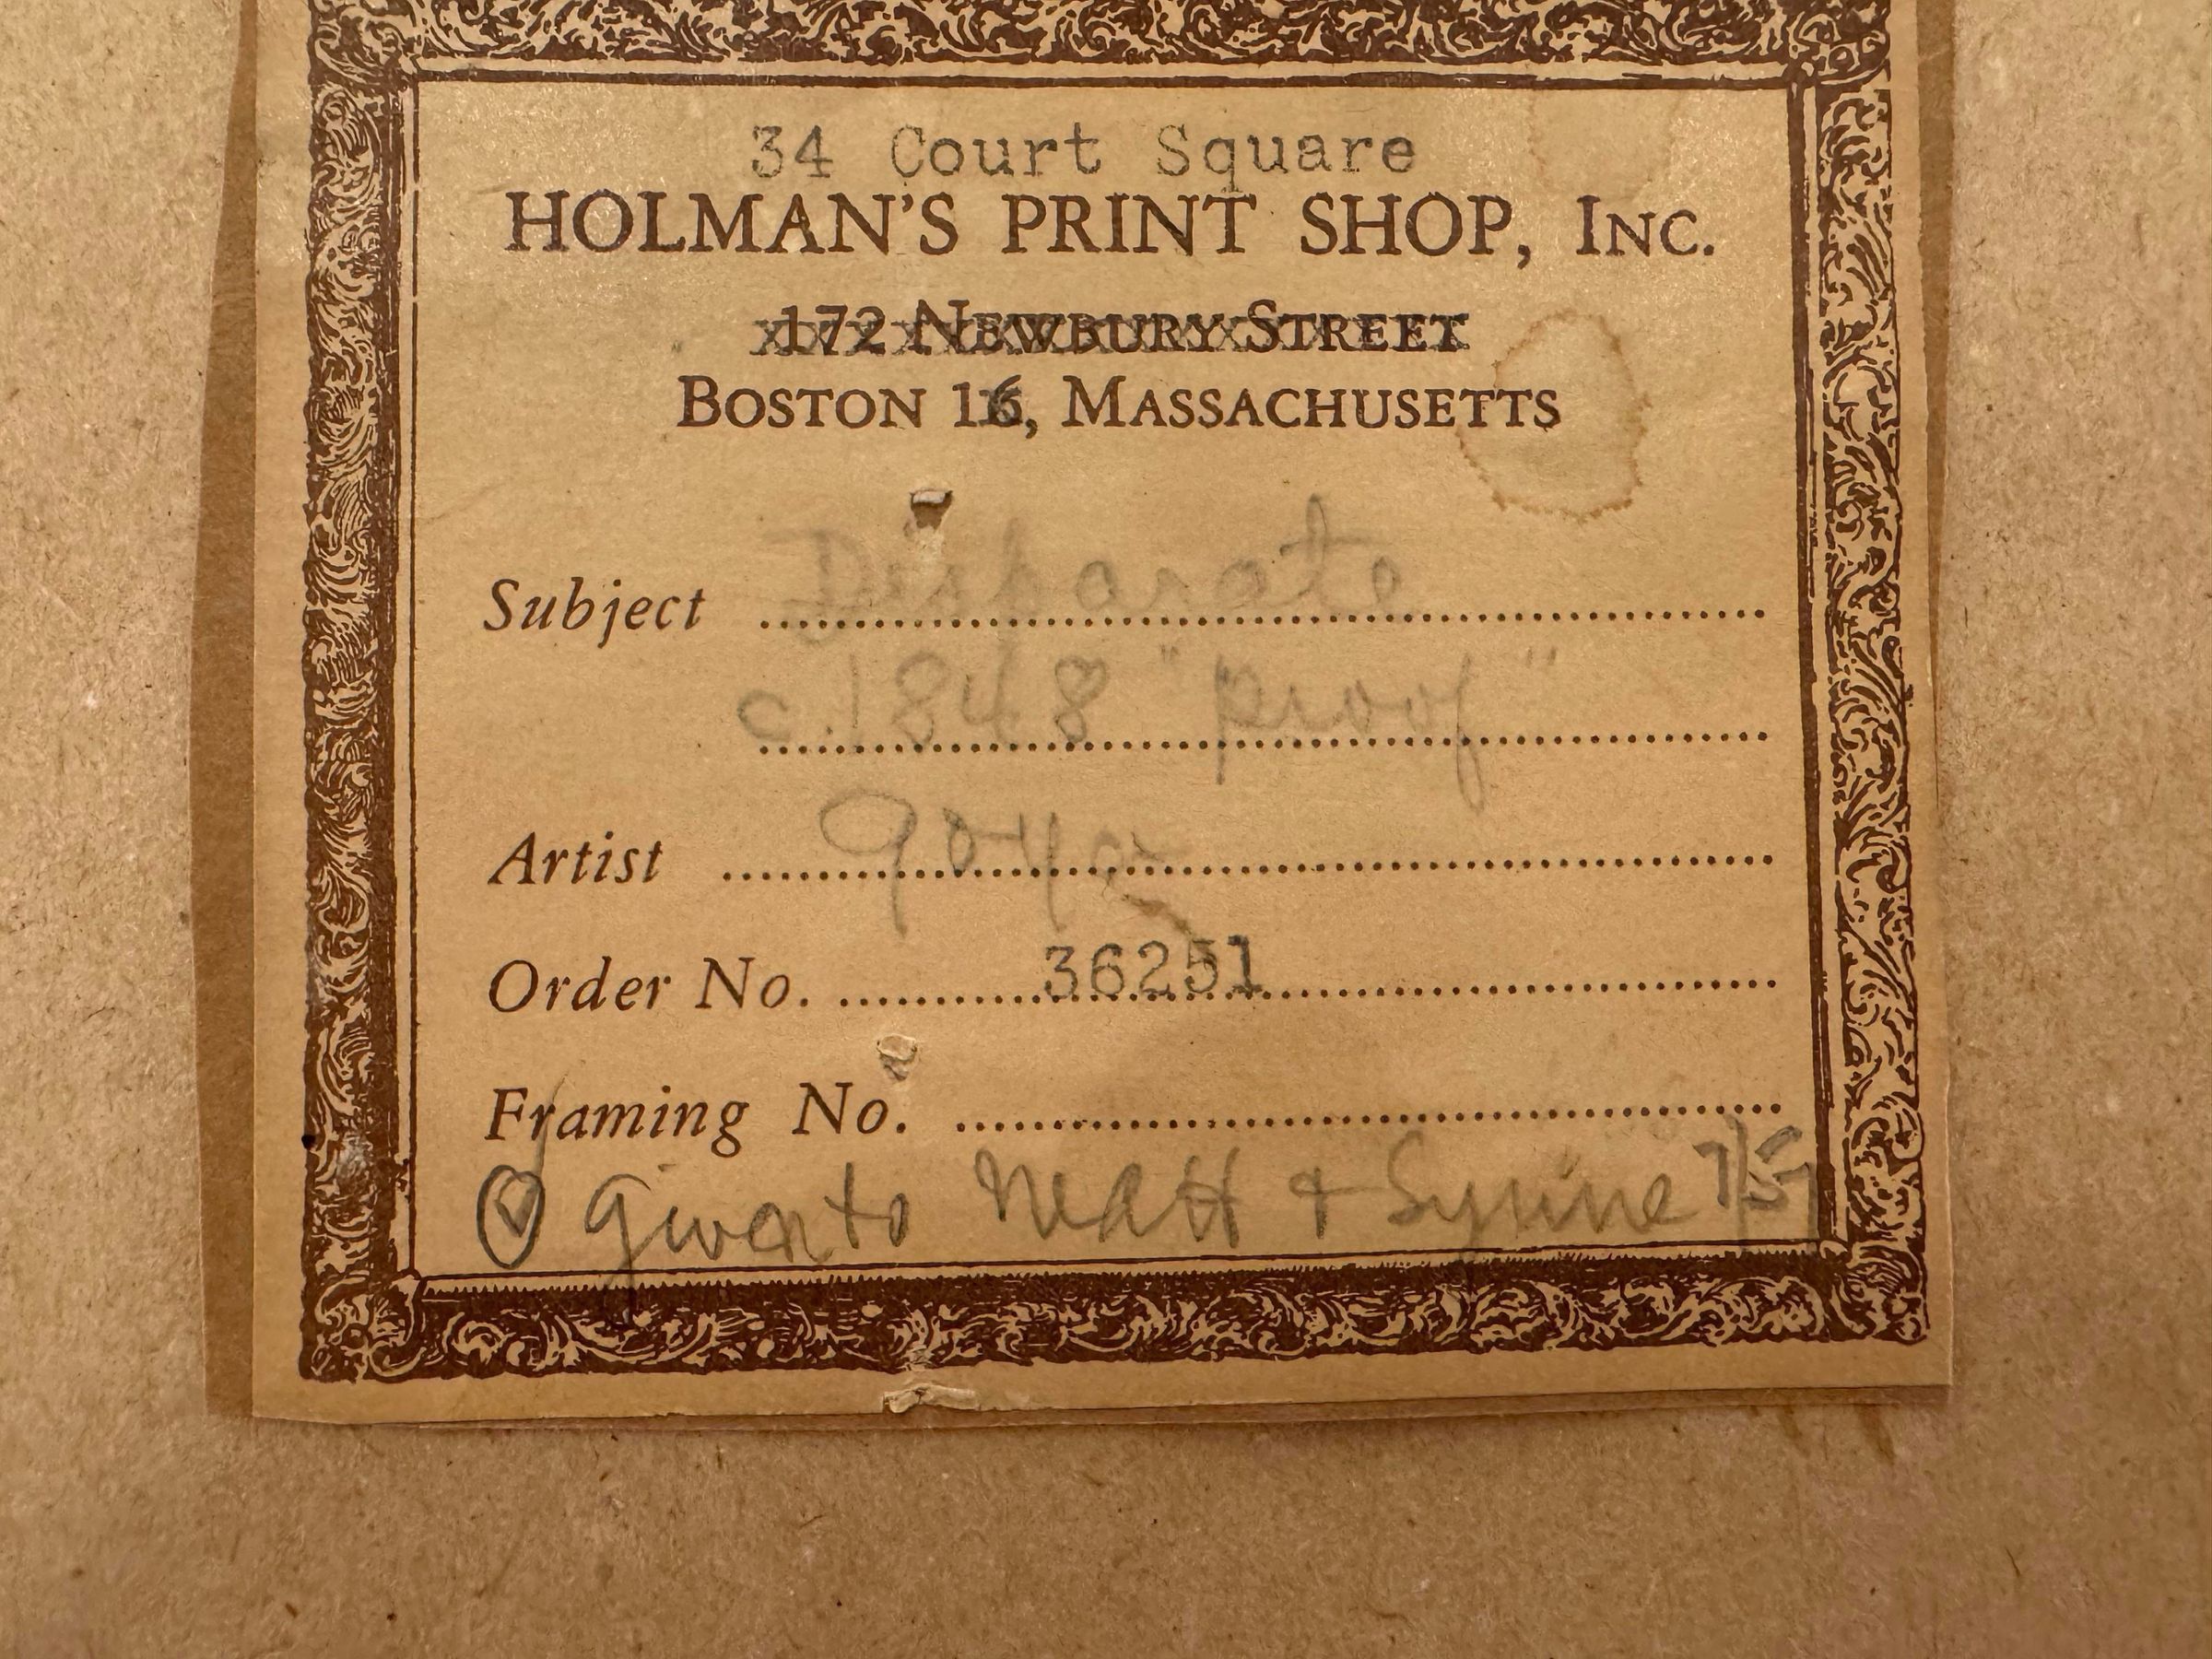 34 Court Square
HOLMAN'S PRINT SHOP, INC.
172 NEWBURY STREET
BOSTON 16, MASSACHUSETTS
Subject Disparate
c. 1848 "proof"
Artist Goya
Order No. 36251
Framing No.
given to Matt +